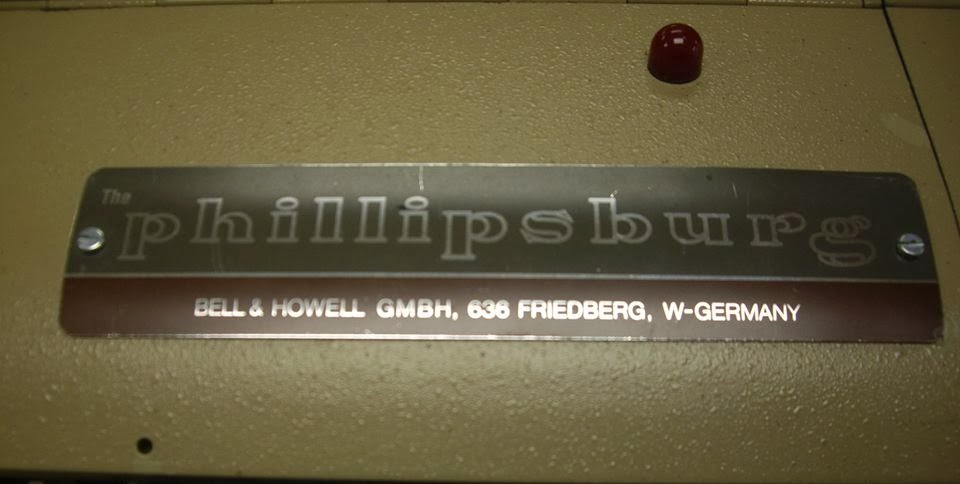 The
phillipsburg
BELL & HOWELL GMBH, 636 FRIEDBERG, W-GERMANY